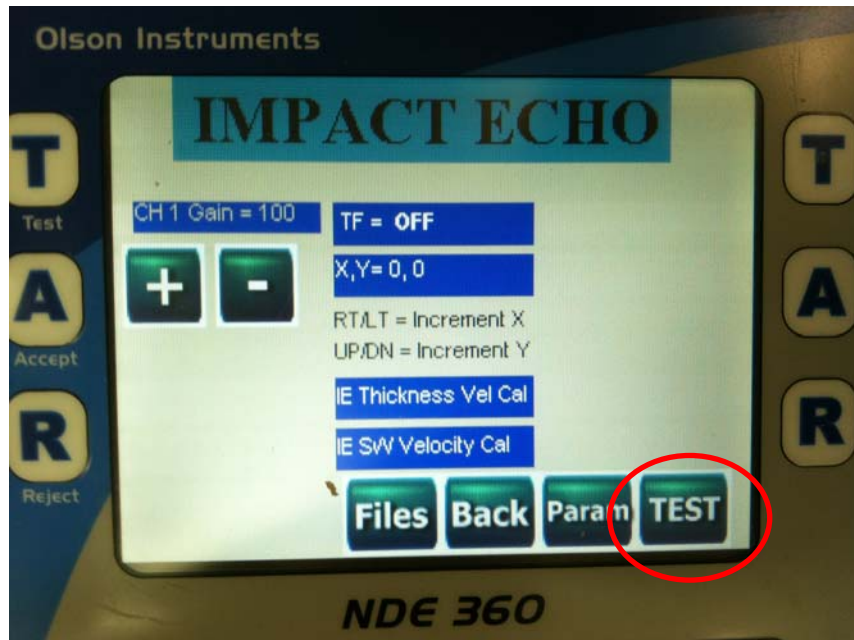 Olson Instruments
IMPACT ECHO
T
Test
T
CH 1 Gain = 100
TF = OFF
+
-
X,Y= 0, 0
A
Accept
A
RT/LT = Increment X
UP/DN = Increment Y
IE Thickness Vel Cal
IE SW Velocity Cal
R
Reject
R
Files
Back
Param
TEST
NDE 360